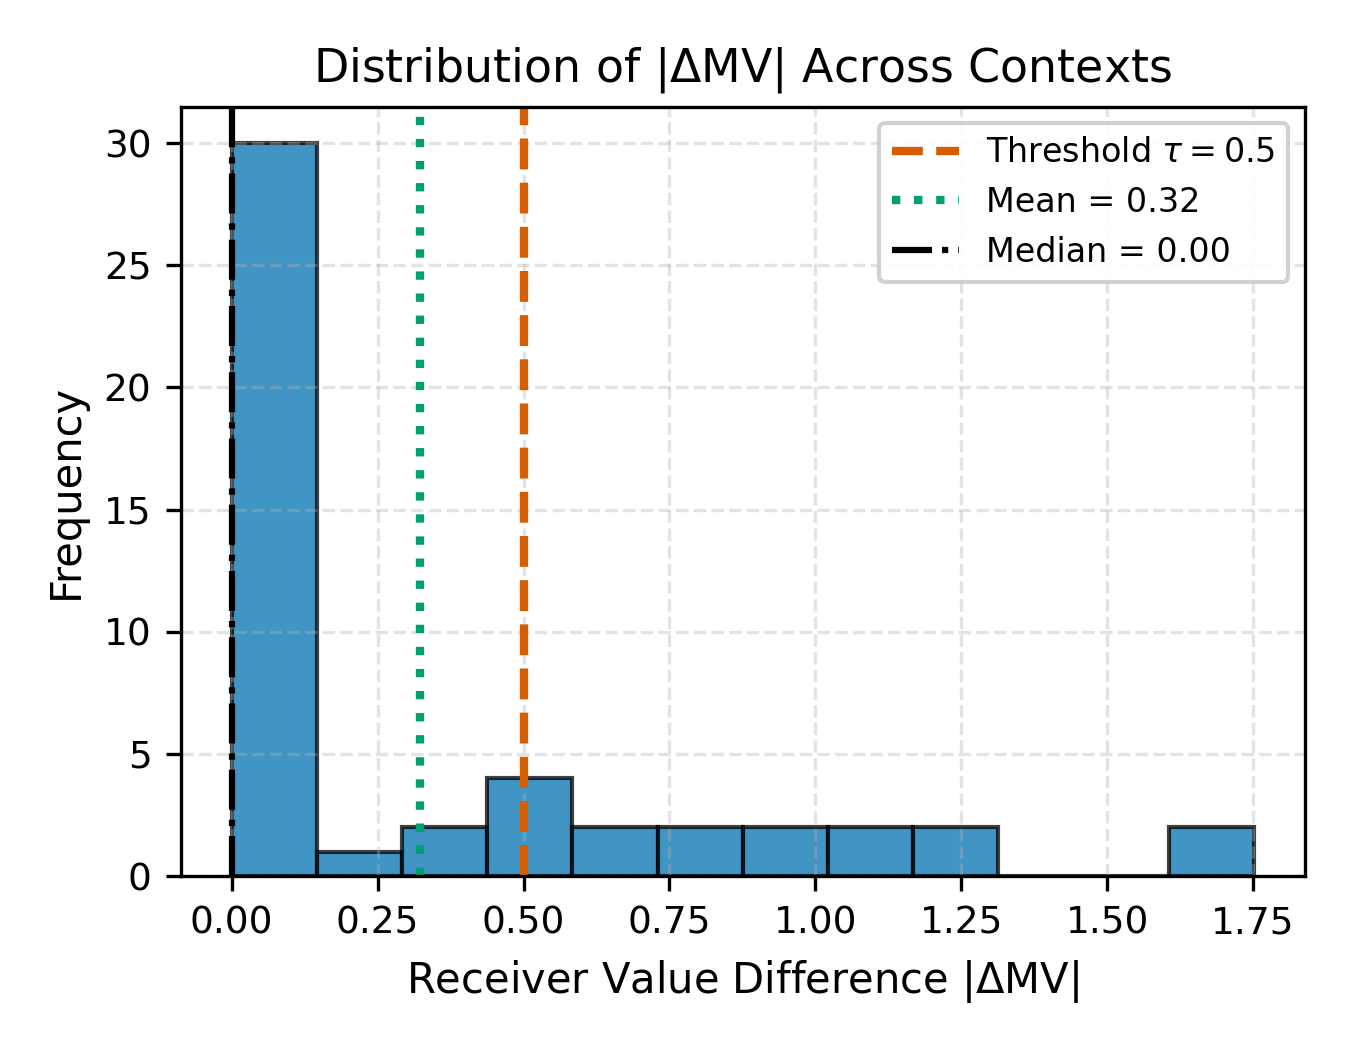 Distribution of |ΔMV| Across Contexts
Threshold τ = 0.5
Mean = 0.32
Median = 0.00
Frequency
30
25
20
15
10
5
0
0.00 0.25 0.50 0.75 1.00 1.25 1.50 1.75
Receiver Value Difference |ΔMV|